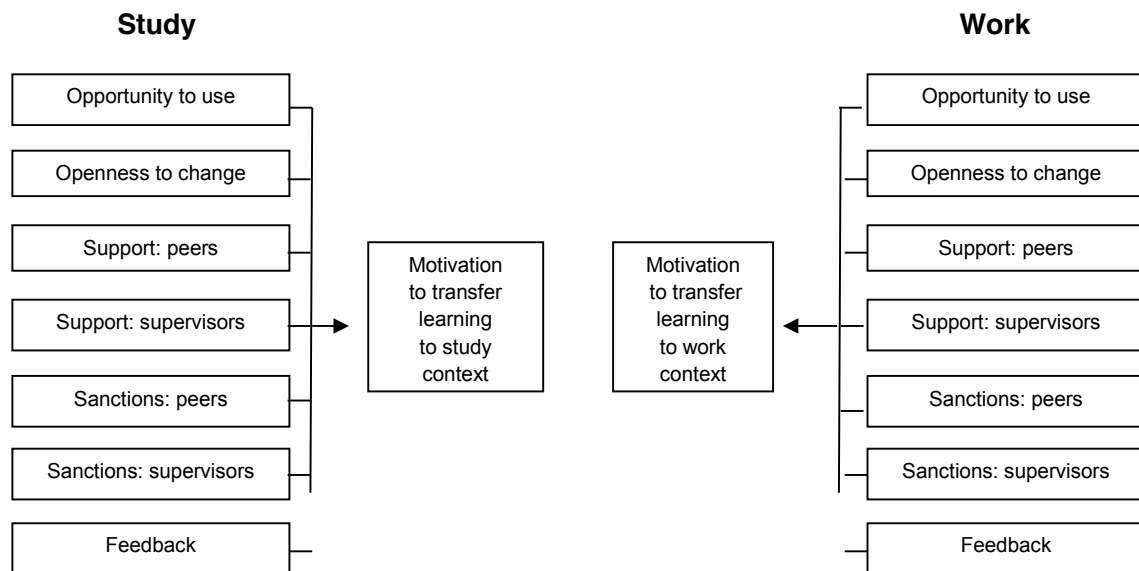 Study
Opportunity to use
Openness to change
Support: peers
Support: supervisors
Sanctions: peers
Sanctions: supervisors
Feedback
Motivation
to transfer
learning
to study
context
Work
Motivation
to transfer
learning
to work
context
Opportunity to use
Openness to change
Support: peers
Support: supervisors
Sanctions: peers
Sanctions: supervisors
Feedback